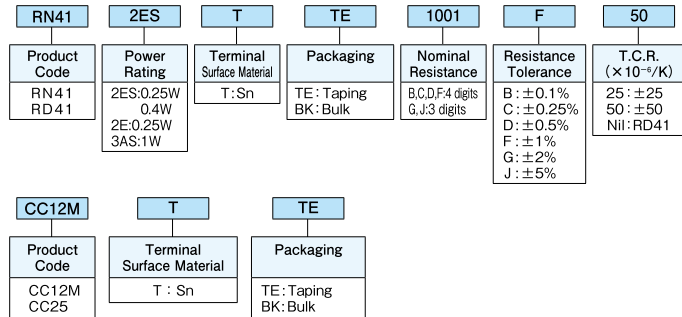 RN41 2ES T TE 1001 F 50
Product Code
RN41
RD41
Power Rating
2ES:0.25W
0.4W
2E:0.25W
3AS:1W
Terminal
Surface Material
T:Sn
Packaging
TE:Taping
BK:Bulk
Nominal Resistance
B,C,D,F:4 digits
G,J:3 digits
Resistance Tolerance
B:±0.1%
C:±0.25%
D:±0.5%
F:±1%
G:±2%
J:±5%
T.C.R.
(×10⁻⁶/K)
25:±25
50:±50
Nil:RD41
CC12M T TE
Product Code
CC12M
CC25
Terminal
Surface Material
T:Sn
Packaging
TE:Taping
BK:Bulk